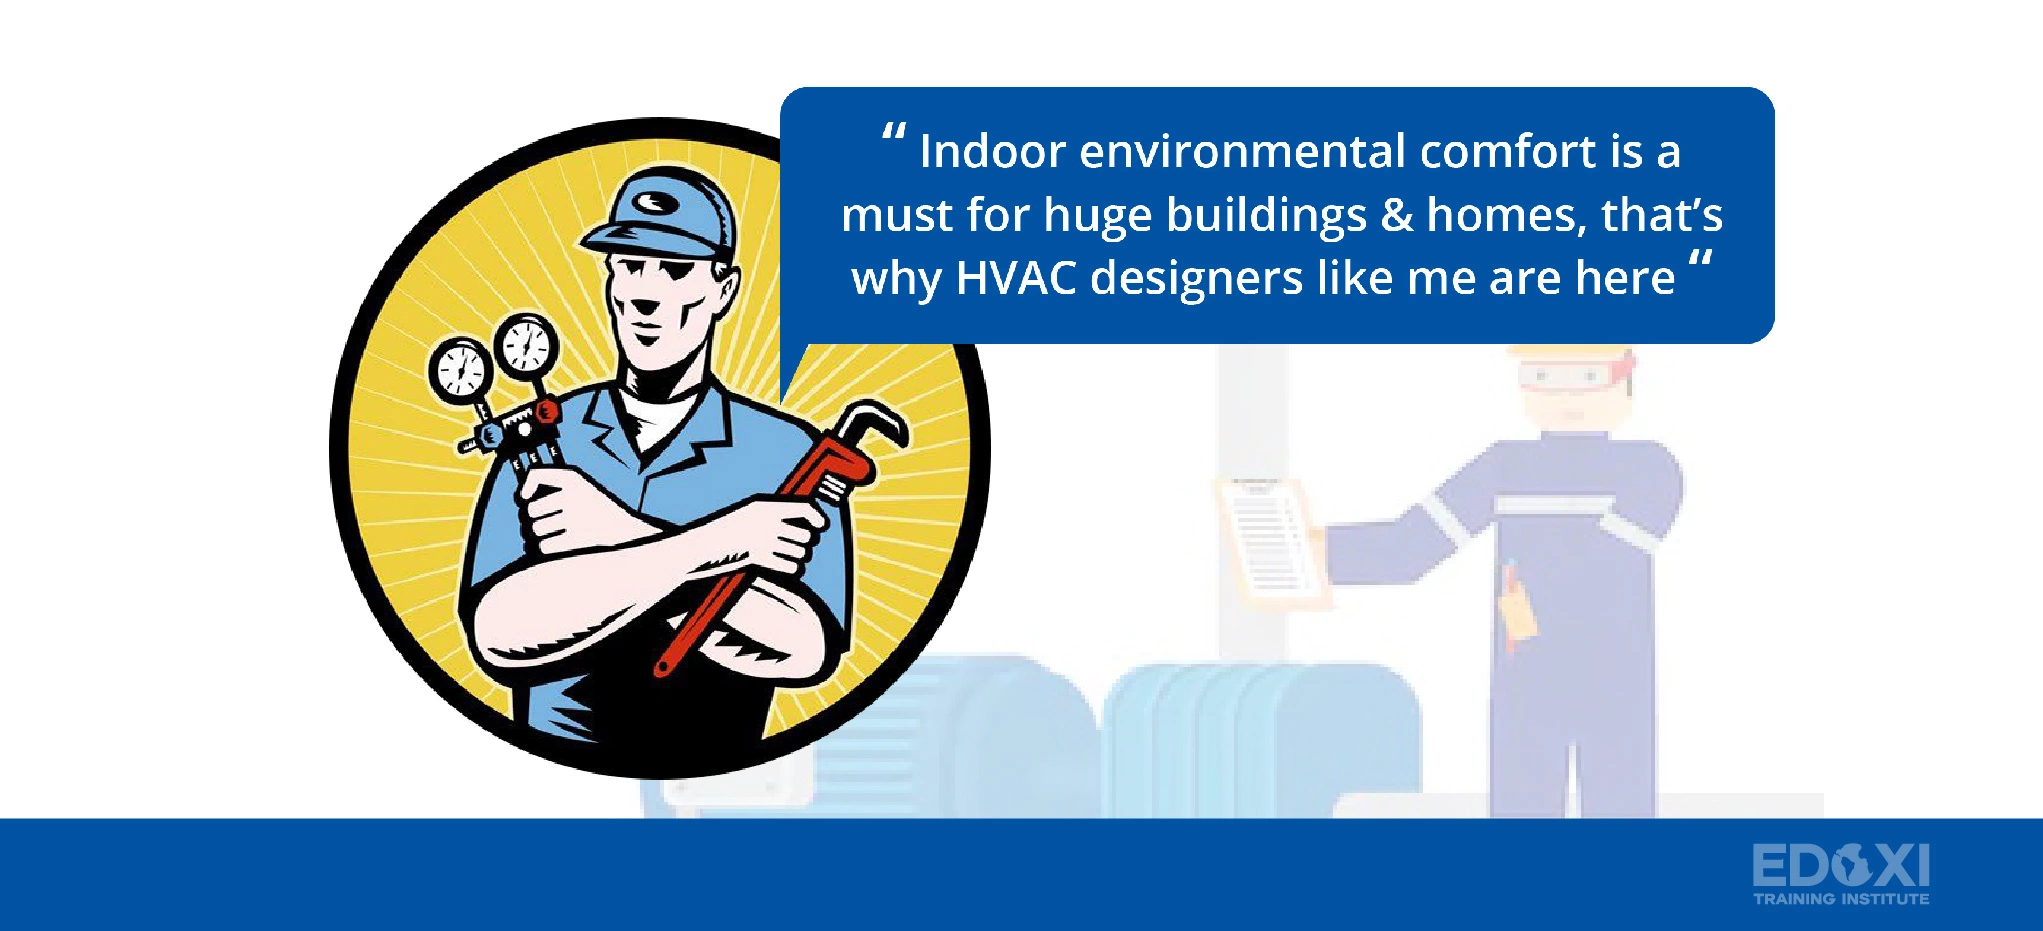 “ Indoor environmental comfort is a
must for huge buildings & homes, that’s
why HVAC designers like me are here “
EDOXI
TRAINING INSTITUTE